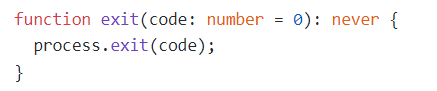 function exit(code: number = 0): never {
  process.exit(code);
}